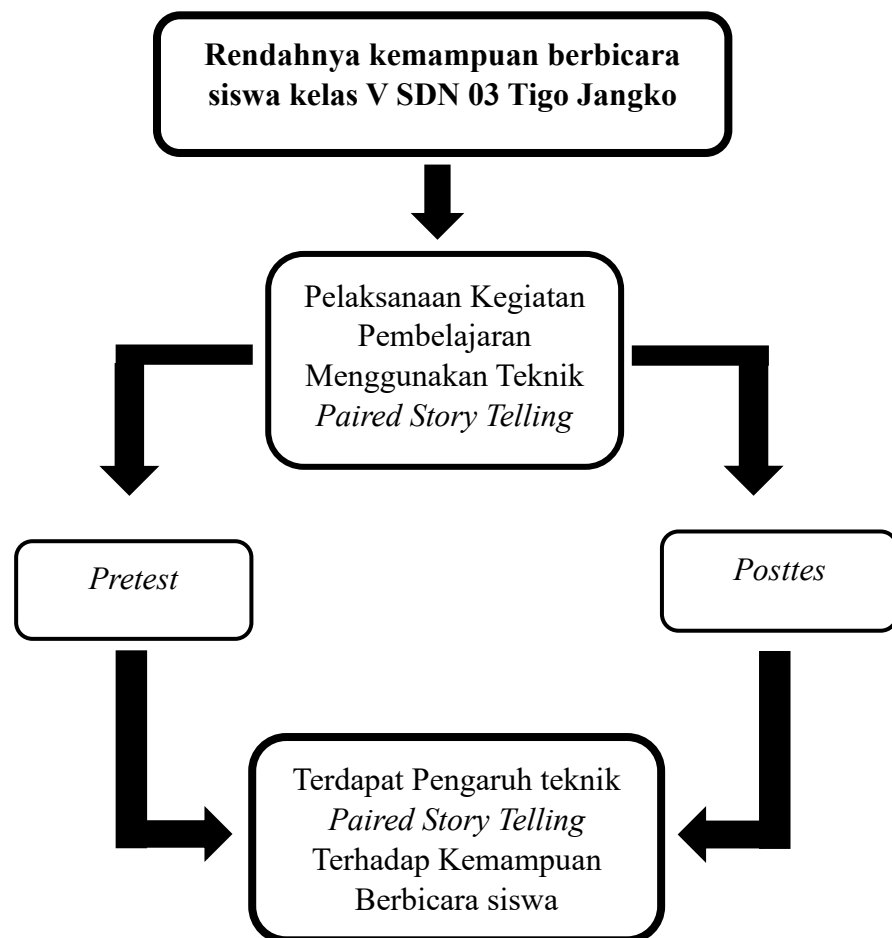 Rendahnya kemampuan berbicara
siswa kelas V SDN 03 Tigo Jangko
Pelaksanaan Kegiatan
Pembelajaran
Menggunakan Teknik
Paired Story Telling
Pretest
Posttes
Terdapat Pengaruh teknik
Paired Story Telling
Terhadap Kemampuan
Berbicara siswa